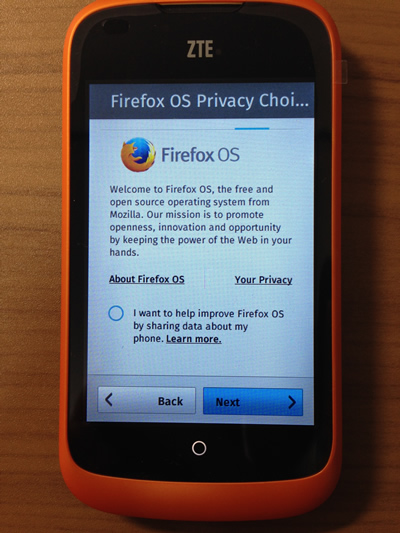 ZTE
Firefox OS Privacy Choi...
Firefox OS
Welcome to Firefox OS, the free and
open source operating system from
Mozilla. Our mission is to promote
openness, innovation and opportunity
by keeping the power of the Web in your
hands.
About Firefox OS Your Privacy
I want to help improve Firefox OS
by sharing data about my
phone. Learn more.
Back Next